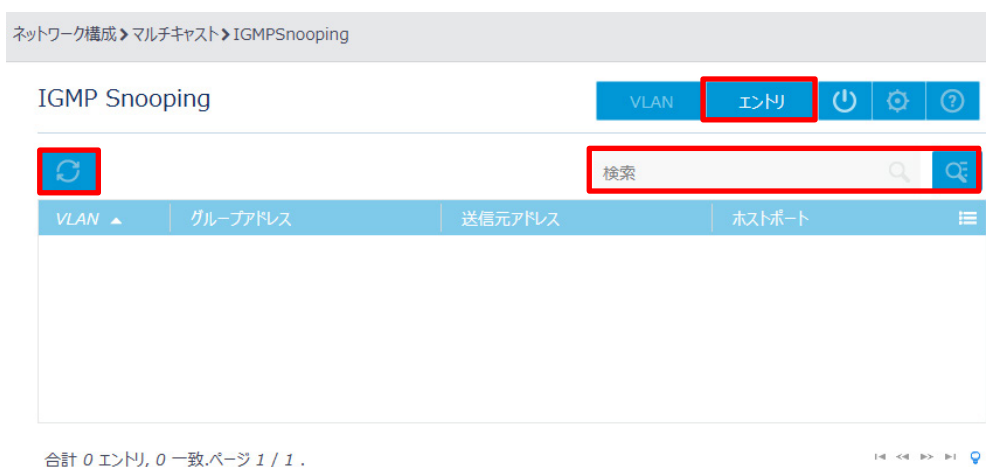 ネットワーク構成 > マルチキャスト > IGMPSnooping
IGMP Snooping
VLAN エントリ
検索
VLAN グループアドレス 送信元アドレス ホストポート
合計 0 エントリ, 0 一致.ページ 1 / 1 .